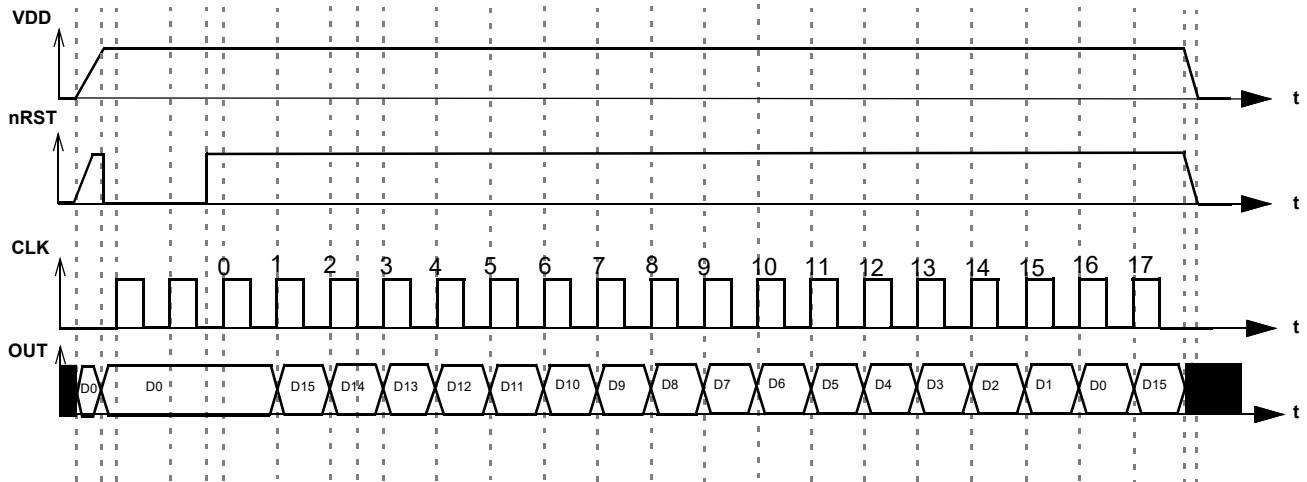 VDD
t
nRST
t
CLK
0 1 2 3 4 5 6 7 8 9 10 11 12 13 14 15 16 17
t
OUT
D0 D0 D15 D14 D13 D12 D11 D10 D9 D8 D7 D6 D5 D4 D3 D2 D1 D0 D15
t